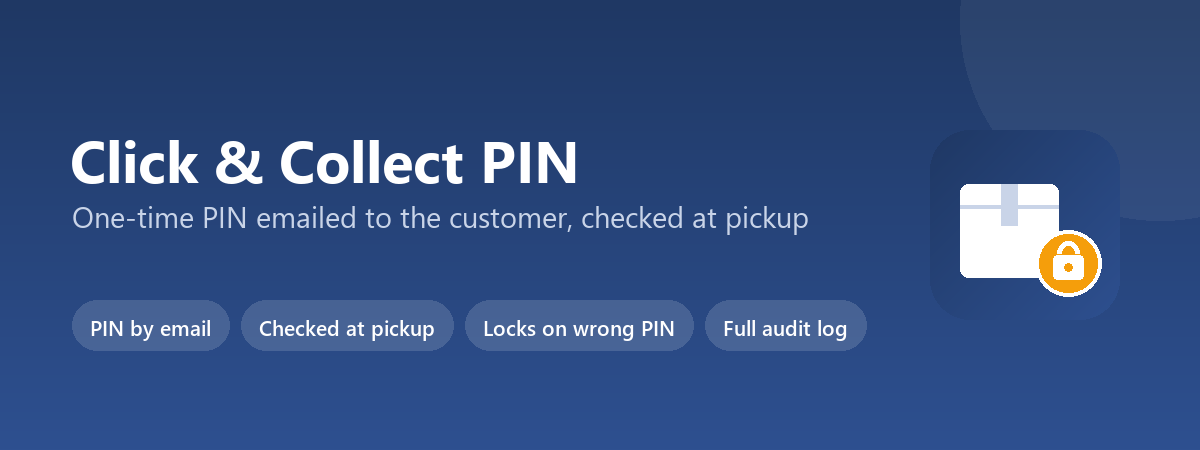 Click & Collect PIN
One-time PIN emailed to the customer, checked at pickup
PIN by email
Checked at pickup
Locks on wrong PIN
Full audit log